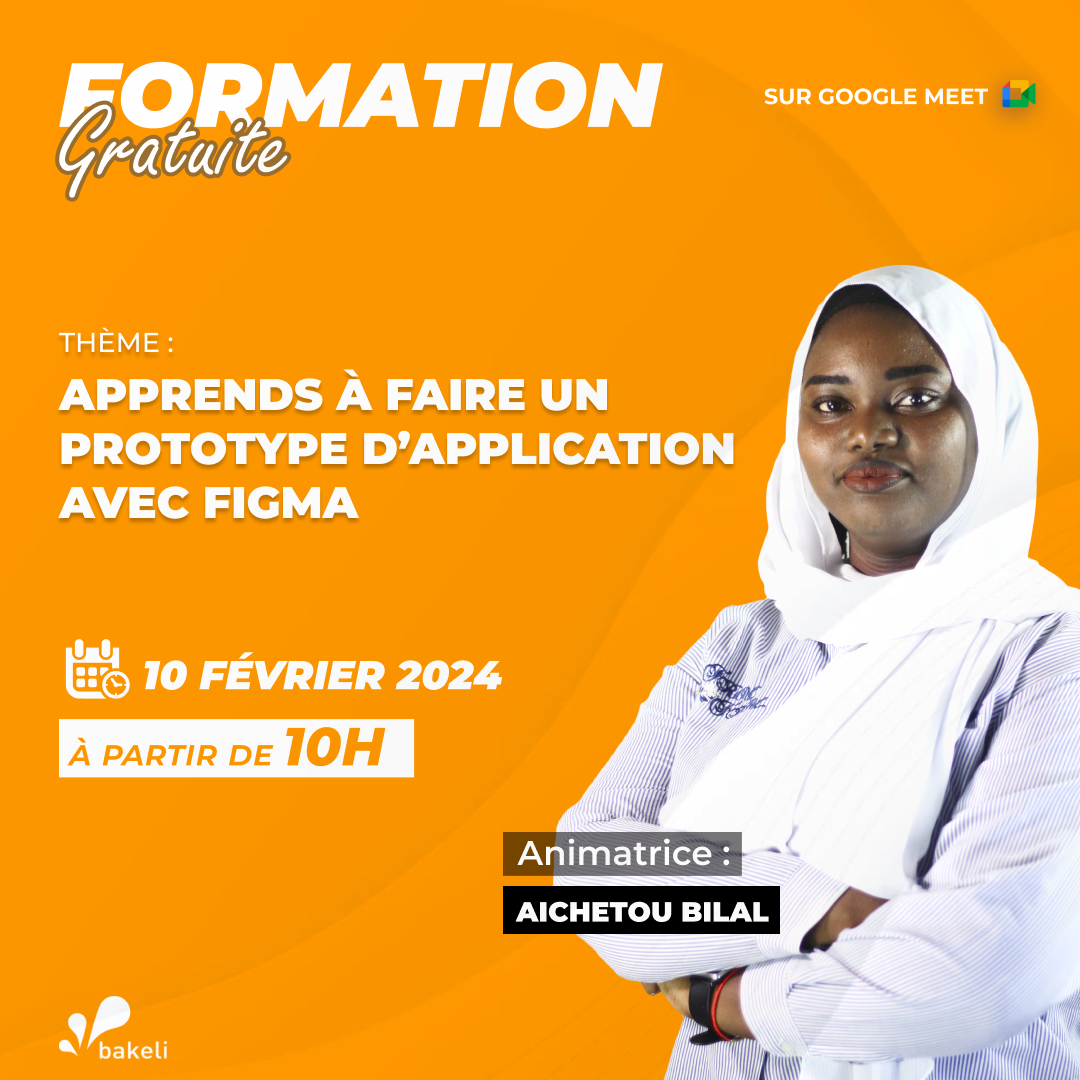 FORMATION
Gratuite
SUR GOOGLE MEET
THÈME :
APPRENDS À FAIRE UN
PROTOTYPE D’APPLICATION
AVEC FIGMA
10 FÉVRIER 2024
À PARTIR DE 10H
Animatrice :
AICHETOU BILAL
bakeli